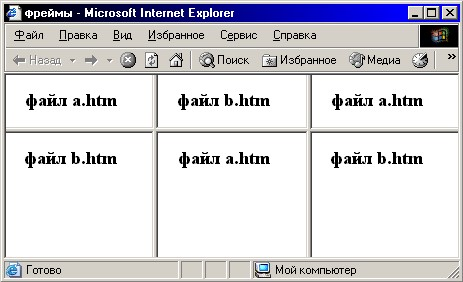 фреймы - Microsoft Internet Explorer
Файл Правка Вид Избранное Сервис Справка
Назад Поиск Избранное Медиа »
файл a.htm файл b.htm файл a.htm
файл b.htm файл a.htm файл b.htm
Готово Мой компьютер